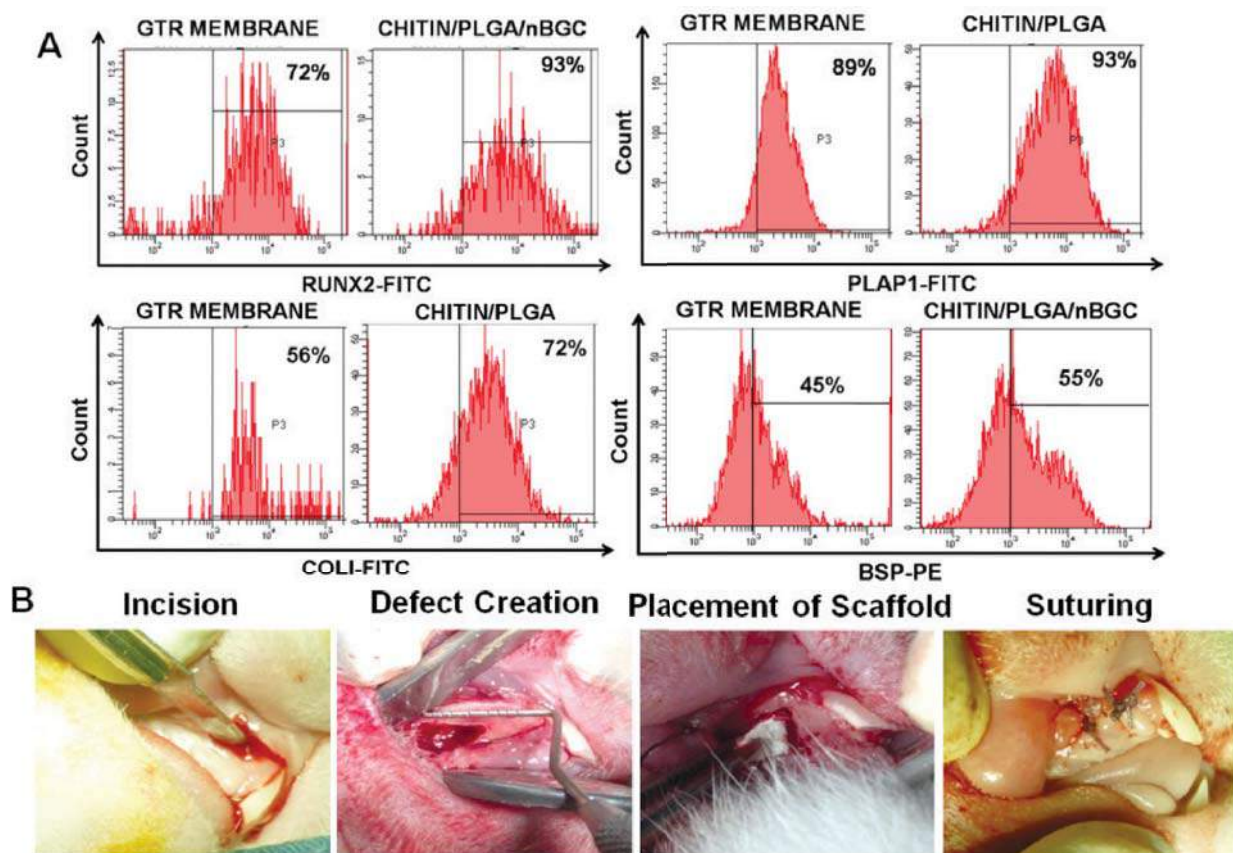 A
GTR MEMBRANE
CHITIN/PLGA/nBGC
GTR MEMBRANE
CHITIN/PLGA
72%
93%
89%
93%
P3
P3
P3
P3
Count
Count
RUNX2-FITC
PLAP1-FITC
GTR MEMBRANE
CHITIN/PLGA
GTR MEMBRANE
CHITIN/PLGA/nBGC
56%
72%
45%
55%
P3
P3
Count
Count
COLI-FITC
BSP-PE
B
Incision
Defect Creation
Placement of Scaffold
Suturing